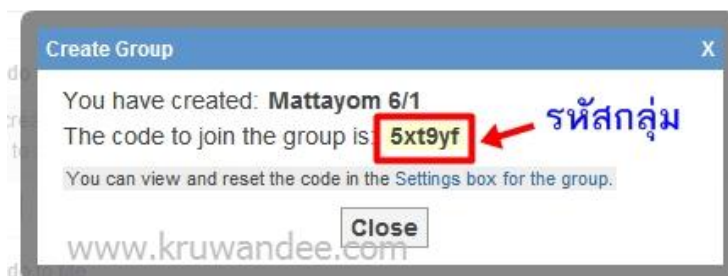 Create Group X
You have created: Mattayom 6/1
The code to join the group is: 5xt9yf
รหัสกลุ่ม
You can view and reset the code in the Settings box for the group.
Close
www.kruwandee.com